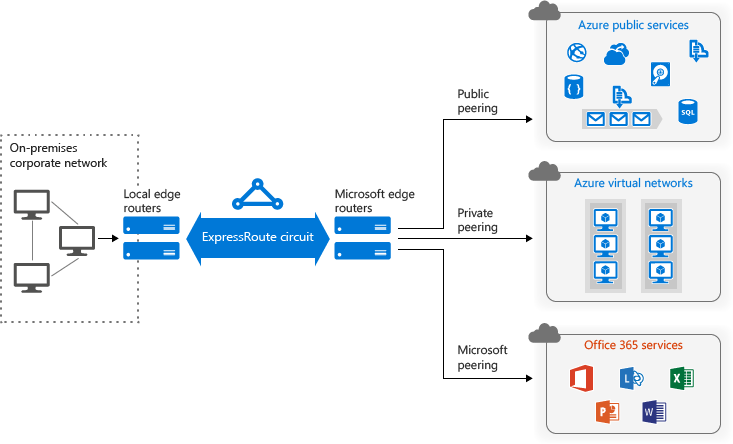 Azure public services
{ }
SQL
Public
peering
On-premises
corporate network
Local edge
routers
Microsoft edge
routers
ExpressRoute circuit
Azure virtual networks
Private
peering
Office 365 services
L
X
P
W
Microsoft
peering